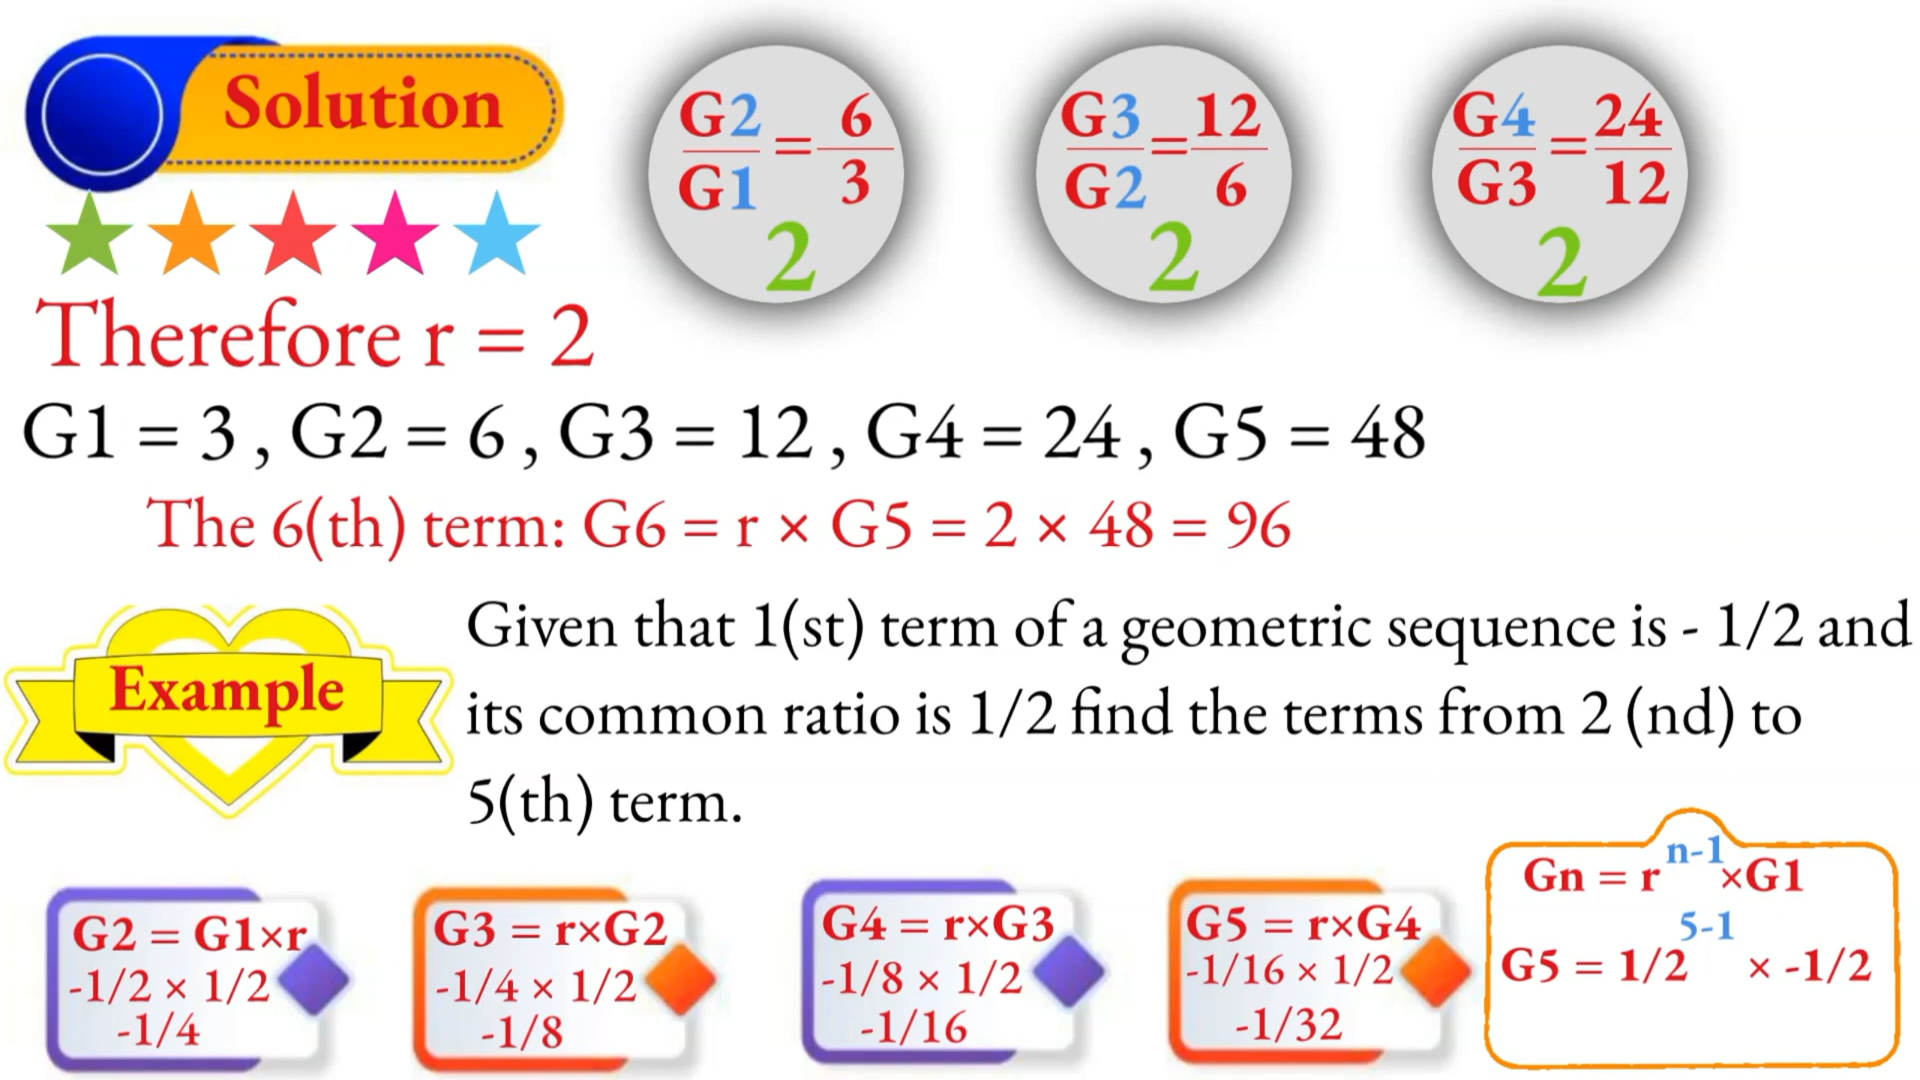 Solution
G2/G1 = 6/3
2
G3/G2 = 12/6
2
G4/G3 = 24/12
2
Therefore r = 2
G1 = 3 , G2 = 6 , G3 = 12 , G4 = 24 , G5 = 48
The 6(th) term: G6 = r × G5 = 2 × 48 = 96
Example
Given that 1(st) term of a geometric sequence is - 1/2 and
its common ratio is 1/2 find the terms from 2 (nd) to
5(th) term.
G2 = G1×r
-1/2 × 1/2
-1/4
G3 = r×G2
-1/4 × 1/2
-1/8
G4 = r×G3
-1/8 × 1/2
-1/16
G5 = r×G4
-1/16 × 1/2
-1/32
Gn = r n-1 ×G1
G5 = 1/2 5-1 × -1/2